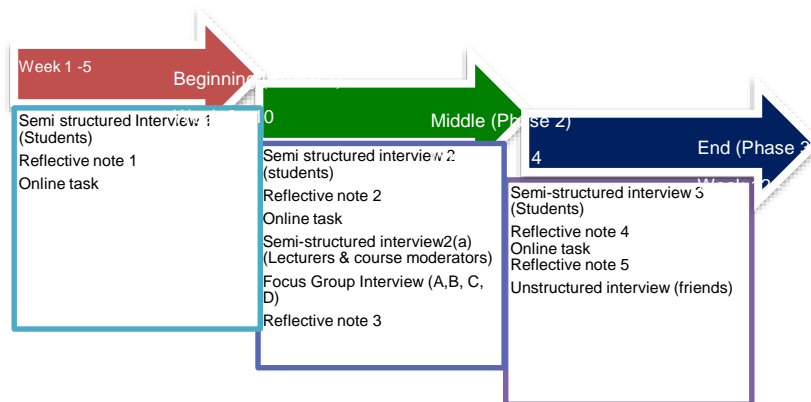 Week 1 -5
Beginning
10
Middle (Phase 2)
4
End (Phase 3
Semi structured Interview 1
(Students)
Reflective note 1
Online task
Semi structured interview 2
(students)
Reflective note 2
Online task
Semi-structured interview2(a)
(Lecturers & course moderators)
Focus Group Interview (A,B, C,
D)
Reflective note 3
Semi-structured interview 3
(Students)
Reflective note 4
Online task
Reflective note 5
Unstructured interview (friends)